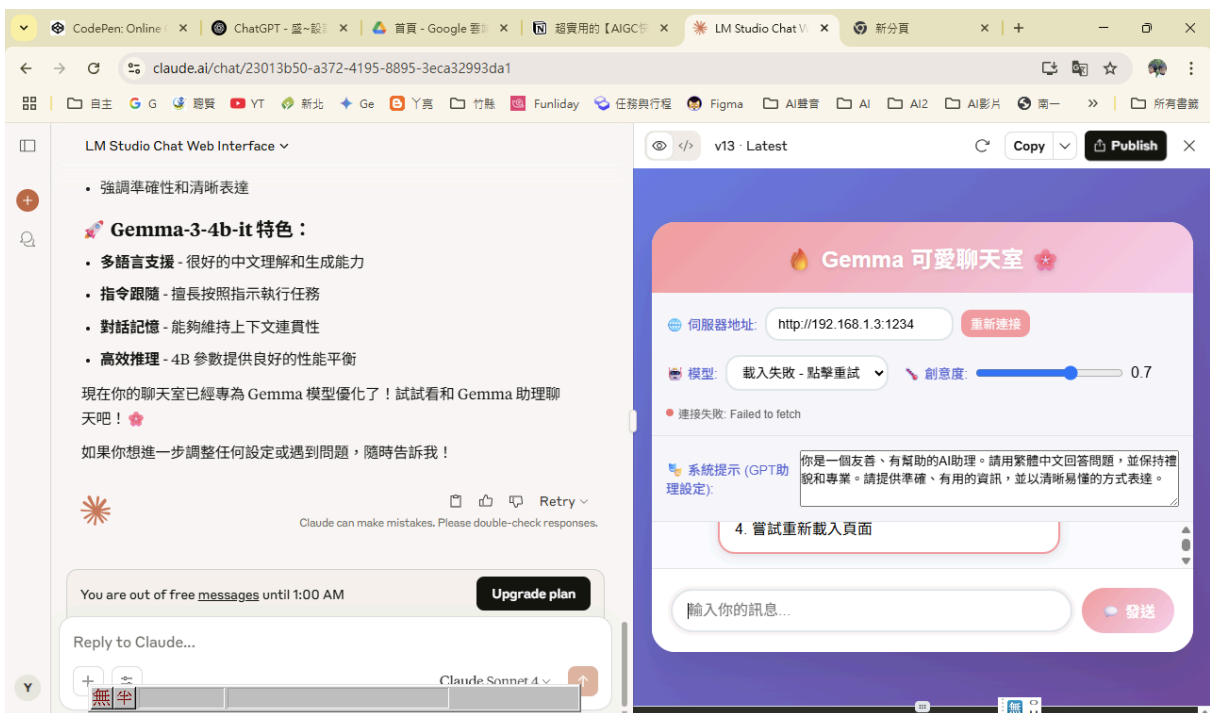 CodePen: Online
ChatGPT - 盛~設
首頁 - Google 雲
超實用的【AIGC
LM Studio Chat W
新分頁
claude.ai/chat/23013b50-a372-4195-8895-3eca32993da1
自主
G
聰賢
YT
新北
Ge
丫亮
竹縣
Funliday
任務與行程
Figma
AI聲音
AI
AI2
AI影片
南一
所有書籤
LM Studio Chat Web Interface
v13 · Latest
Copy
Publish
• 強調準確性和清晰表達
🚀 Gemma-3-4b-it 特色：
• 多語言支援 - 很好的中文理解和生成能力
• 指令跟隨 - 擅長按照指示執行任務
• 對話記憶 - 能夠維持上下文連貫性
• 高效推理 - 4B 參數提供良好的性能平衡
現在你的聊天室已經專為 Gemma 模型優化了！試試看和 Gemma 助理聊
天吧！🌸
如果你想進一步調整任何設定或遇到問題，隨時告訴我！
Retry
Claude can make mistakes. Please double-check responses.
You are out of free messages until 1:00 AM
Upgrade plan
Reply to Claude...
Claude Sonnet 4
Y
無 半
🔥 Gemma 可愛聊天室 🌸
🌐 伺服器地址:
http://192.168.1.3:1234
重新連接
模型:
載入失敗 - 點擊重試
創意度:
0.7
連接失敗: Failed to fetch
🎭 系統提示 (GPT助
理設定):
你是一個友善、有幫助的AI助理。請用繁體中文回答問題，並保持禮
貌和專業。請提供準確、有用的資訊，並以清晰易懂的方式表達。
4. 嘗試重新載入頁面
輸入你的訊息...
發送
無